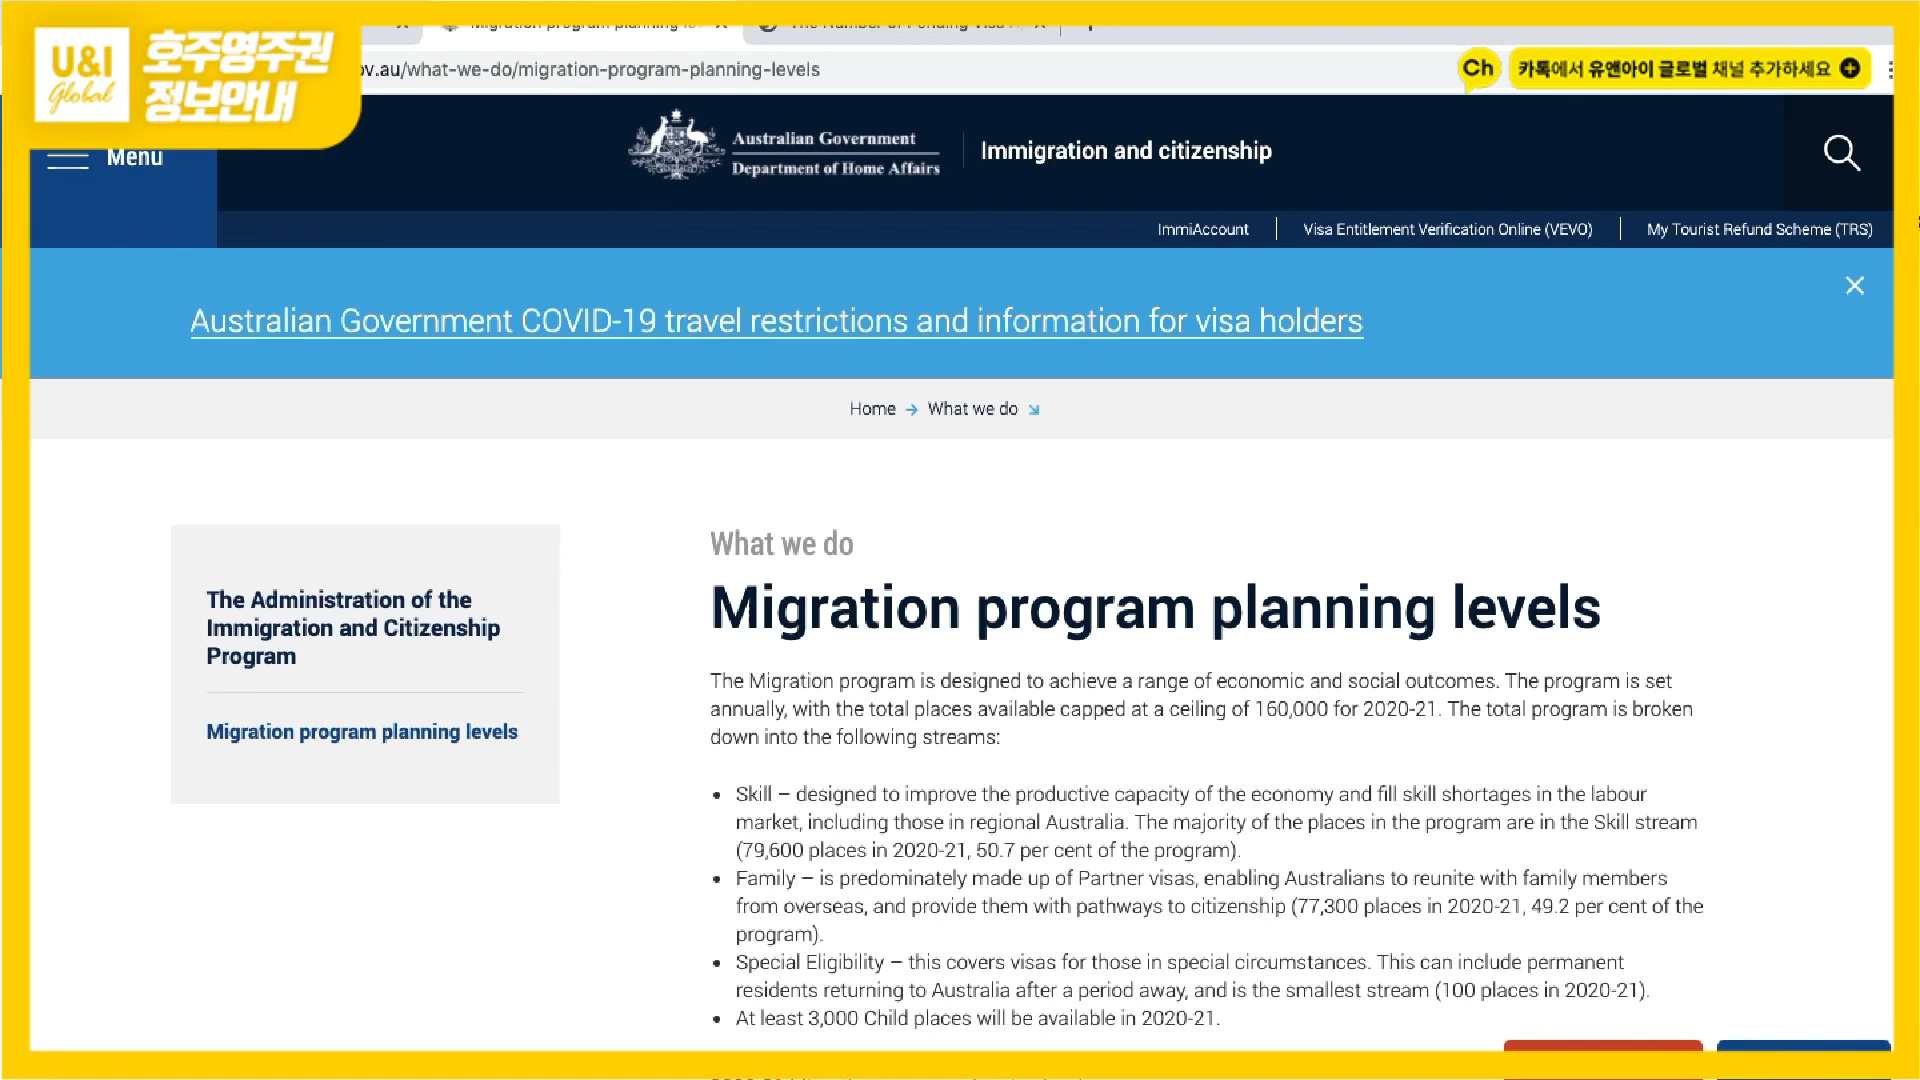 U&I
Global
호주영주권
정보안내
ov.au/what-we-do/migration-program-planning-levels
Ch
카톡에서 유앤아이 글로벌 채널 추가하세요
Menu
Australian Government
Department of Home Affairs
Immigration and citizenship
ImmiAccount
Visa Entitlement Verification Online (VEVO)
My Tourist Refund Scheme (TRS)
Australian Government COVID-19 travel restrictions and information for visa holders
Home
What we do
The Administration of the
Immigration and Citizenship
Program
Migration program planning levels
What we do
Migration program planning levels
The Migration program is designed to achieve a range of economic and social outcomes. The program is set
annually, with the total places available capped at a ceiling of 160,000 for 2020-21. The total program is broken
down into the following streams:
• Skill – designed to improve the productive capacity of the economy and fill skill shortages in the labour
market, including those in regional Australia. The majority of the places in the program are in the Skill stream
(79,600 places in 2020-21, 50.7 per cent of the program).
• Family – is predominately made up of Partner visas, enabling Australians to reunite with family members
from overseas, and provide them with pathways to citizenship (77,300 places in 2020-21, 49.2 per cent of the
program).
• Special Eligibility – this covers visas for those in special circumstances. This can include permanent
residents returning to Australia after a period away, and is the smallest stream (100 places in 2020-21).
• At least 3,000 Child places will be available in 2020-21.